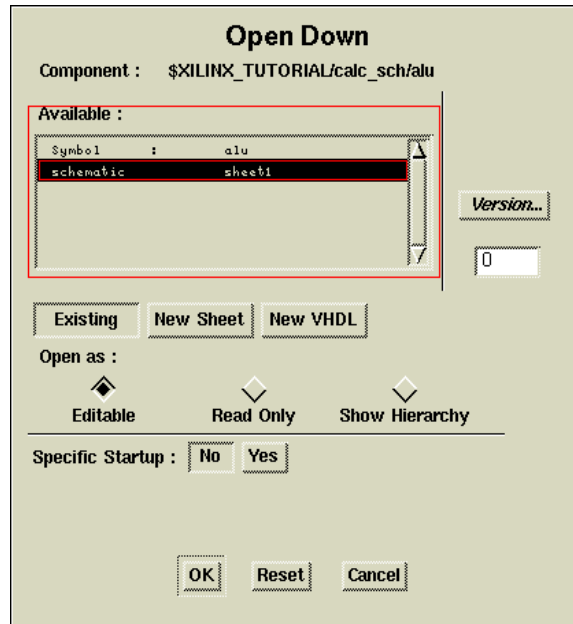 Open Down
Component : $XILINX_TUTORIAL/calc_sch/alu
Available :
Symbol : alu
schematic sheet1
Version...
0
Existing New Sheet New VHDL
Open as :
Editable Read Only Show Hierarchy
Specific Startup : No Yes
OK Reset Cancel